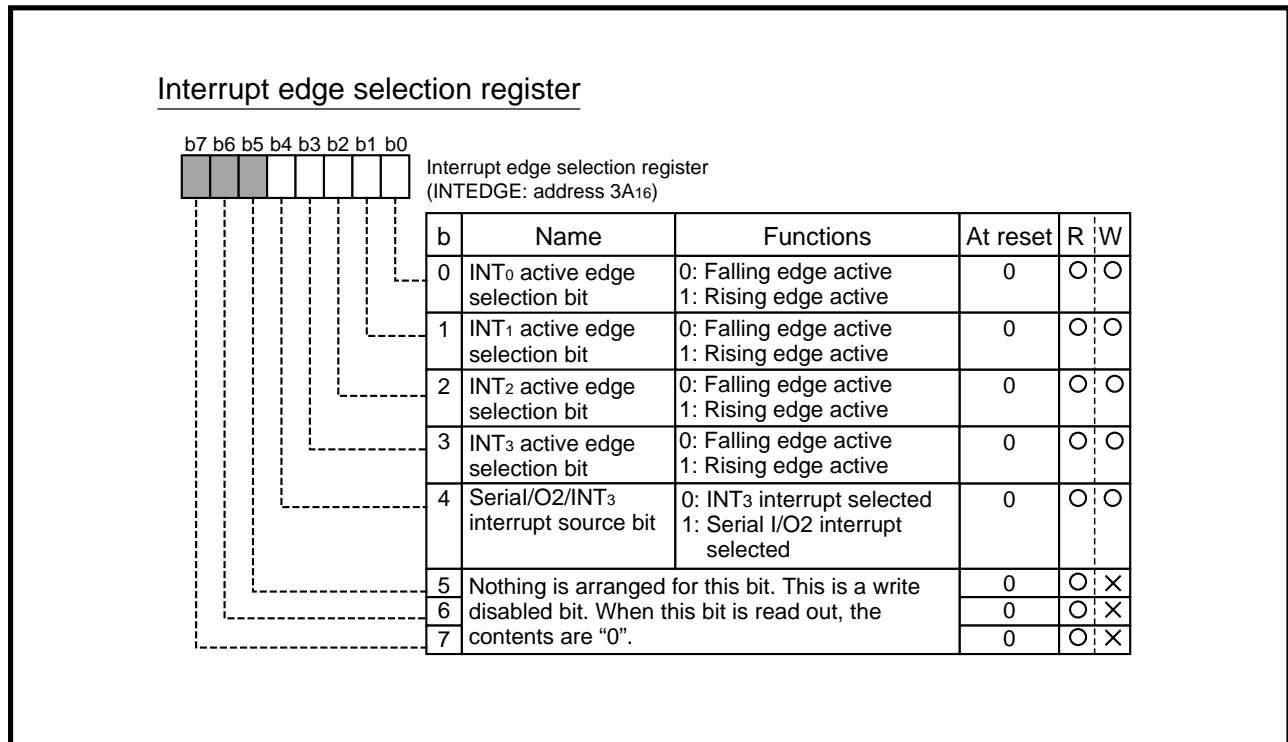 Interrupt edge selection register
b7 b6 b5 b4 b3 b2 b1 b0
Interrupt edge selection register
(INTEDGE: address 3A16)
b Name Functions At reset R W
0 INT0 active edge selection bit 0: Falling edge active 0 O O
1: Rising edge active
1 INT1 active edge selection bit 0: Falling edge active 0 O O
1: Rising edge active
2 INT2 active edge selection bit 0: Falling edge active 0 O O
1: Rising edge active
3 INT3 active edge selection bit 0: Falling edge active 0 O O
1: Rising edge active
4 Serial/O2/INT3 interrupt source bit 0: INT3 interrupt selected 0 O O
1: Serial I/O2 interrupt
selected
5 Nothing is arranged for this bit. This is a write 0 O ×
6 disabled bit. When this bit is read out, the 0 O ×
7 contents are “0”. 0 O ×